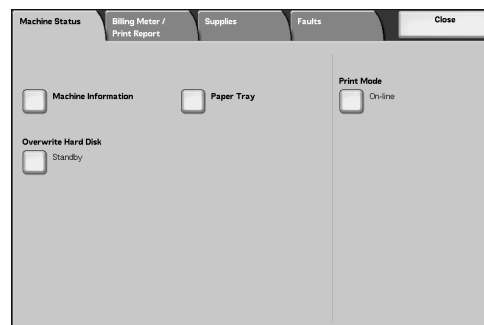 Machine Status
Billing Meter /
Print Report
Supplies
Faults
Close
Machine Information
Paper Tray
Print Mode
On-line
Overwrite Hard Disk
Standby